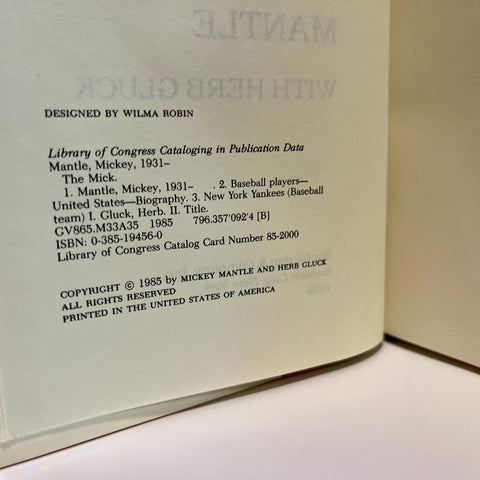 MANTLE
WITH HERB GLUCK
DESIGNED BY WILMA ROBIN
Library of Congress Cataloging in Publication Data
Mantle, Mickey, 1931–
The Mick.
1. Mantle, Mickey, 1931– . 2. Baseball players—
United States—Biography. 3. New York Yankees (Baseball
team) I. Gluck, Herb. II. Title.
GV865.M33A35 1985 796.357'092'4 [B]
ISBN: 0-385-19456-0
Library of Congress Catalog Card Number 85-2000
COPYRIGHT © 1985 BY MICKEY MANTLE AND HERB GLUCK
ALL RIGHTS RESERVED
PRINTED IN THE UNITED STATES OF AMERICA